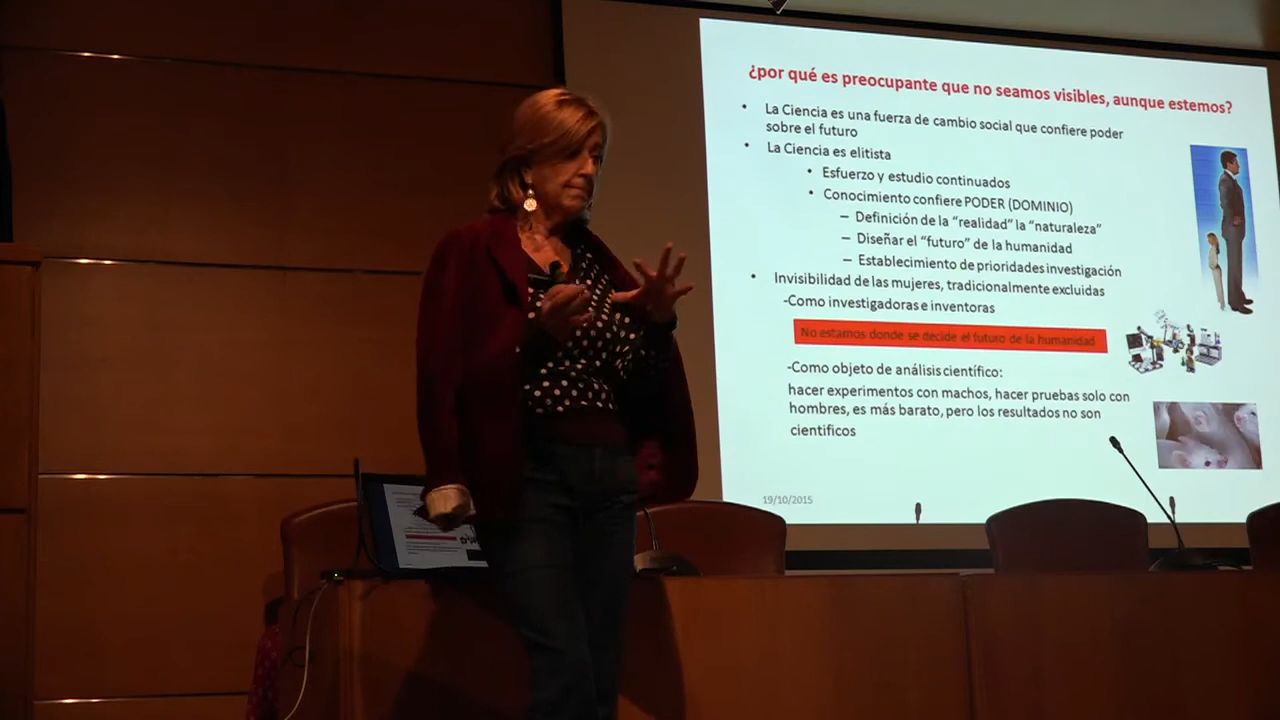 ¿por qué es preocupante que no seamos visibles, aunque estemos?
• La Ciencia es una fuerza de cambio social que confiere poder
sobre el futuro
• La Ciencia es elitista
• Esfuerzo y estudio continuados
• Conocimiento confiere PODER (DOMINIO)
– Definición de la “realidad” la “naturaleza”
– Diseñar el “futuro” de la humanidad
– Establecimiento de prioridades investigación
• Invisibilidad de las mujeres, tradicionalmente excluidas
-Como investigadoras e inventoras
No estamos donde se decide el futuro de la humanidad
-Como objeto de análisis científico:
hacer experimentos con machos, hacer pruebas solo con
hombres, es más barato, pero los resultados no son
cientificos
19/10/2015